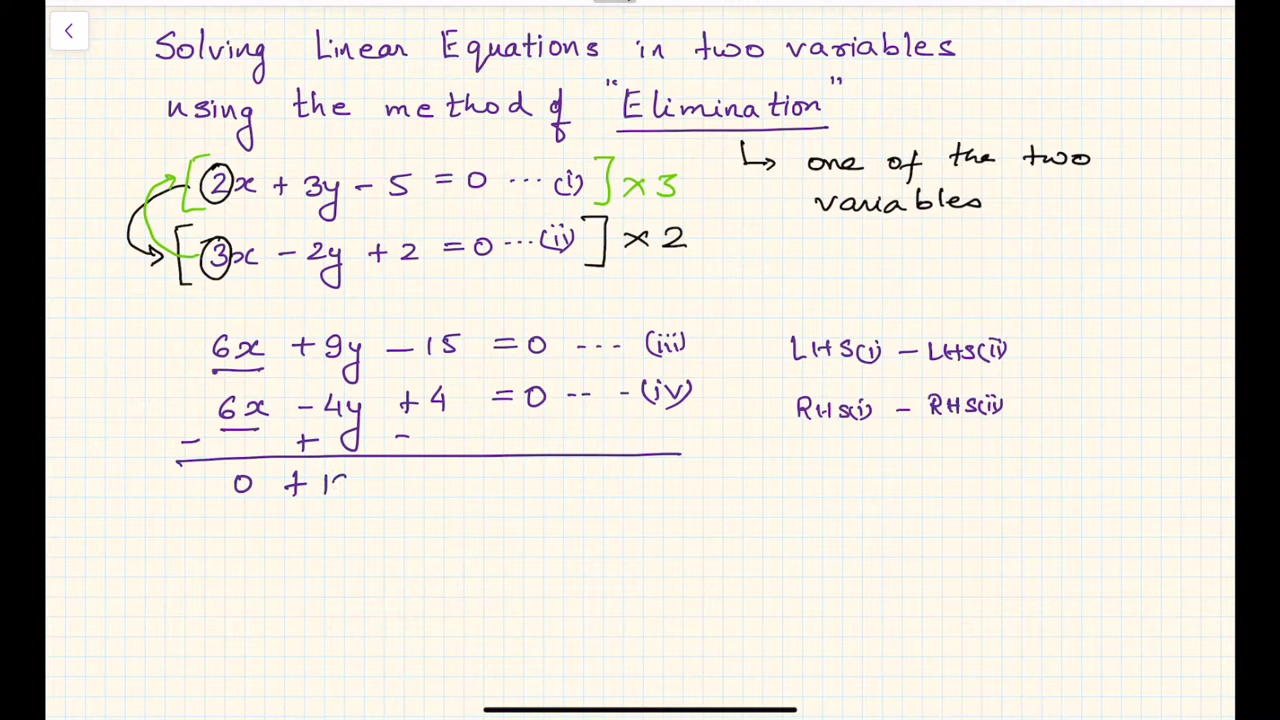 Solving Linear Equations in two variables
using the method of "Elimination"
↳ one of the two
variables
[2x + 3y - 5 = 0 ... (i)] × 3
[3x - 2y + 2 = 0 ... (ii)] × 2
6x + 9y - 15 = 0 --- (iii)
6x - 4y + 4 = 0 --- (iv)
- + -
0 + 1
LHS(i) - LHS(ii)
RHS(i) - RHS(ii)